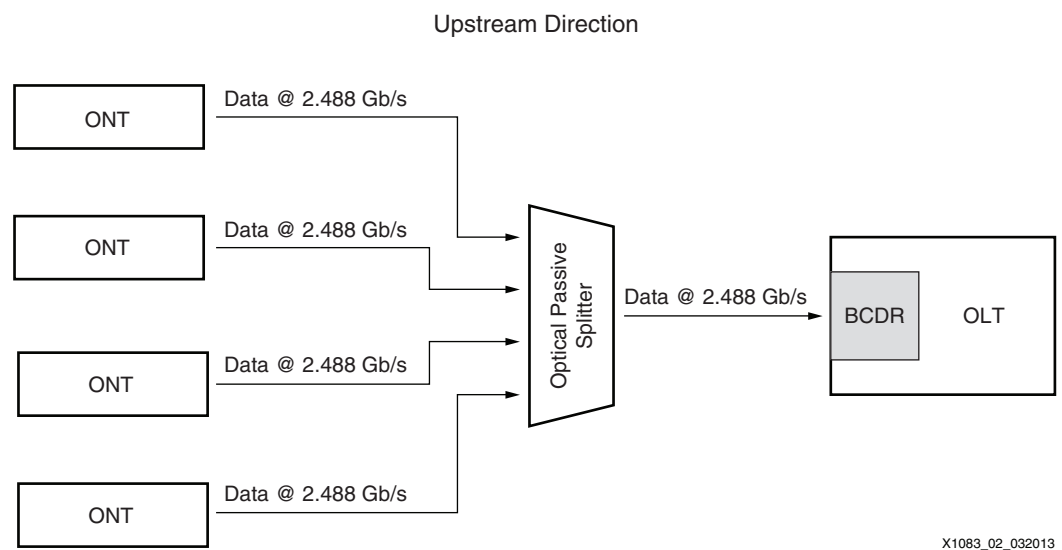 Upstream Direction
ONT
Data @ 2.488 Gb/s
ONT
Data @ 2.488 Gb/s
ONT
Data @ 2.488 Gb/s
ONT
Data @ 2.488 Gb/s
Optical Passive
Splitter
Data @ 2.488 Gb/s
BCDR
OLT
X1083_02_032013